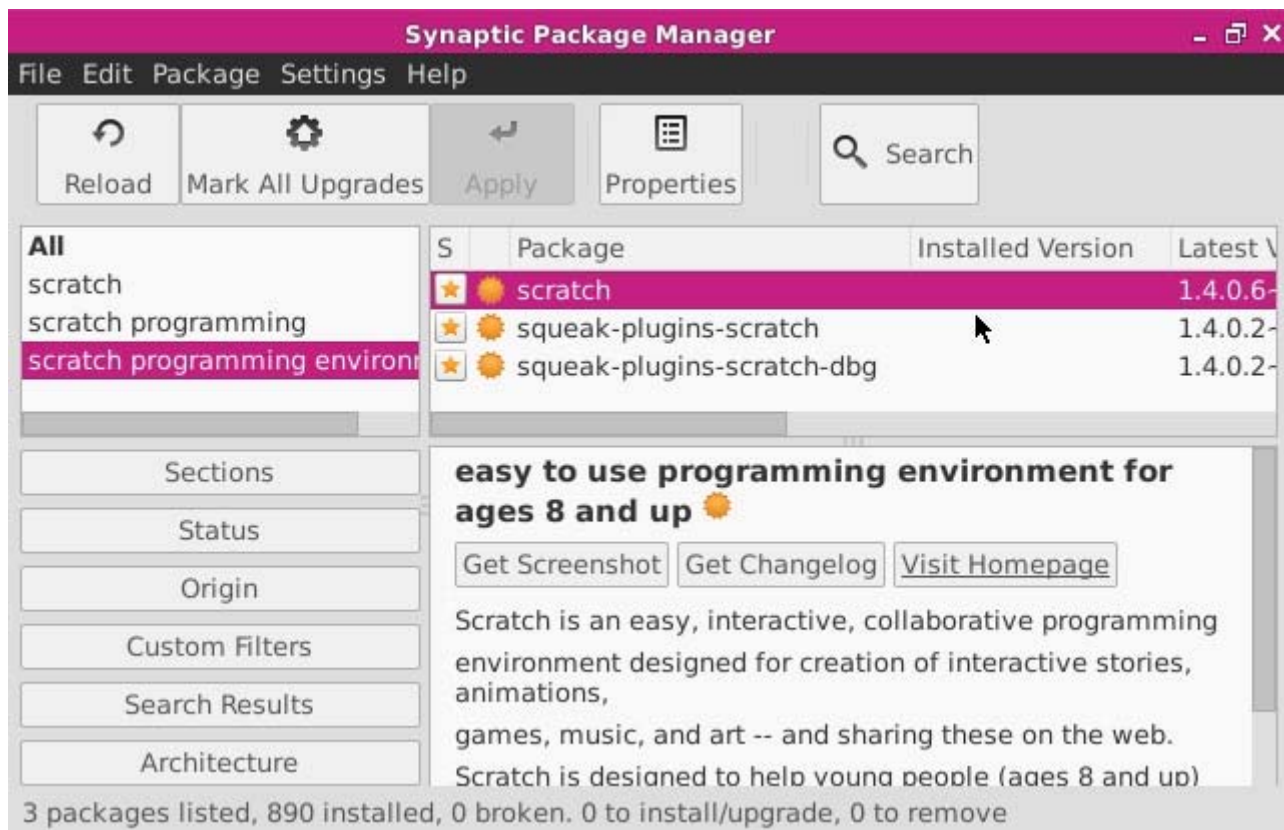 Synaptic Package Manager
File Edit Package Settings Help
Reload Mark All Upgrades Apply Properties Search
All
scratch
scratch programming
scratch programming environ
S Package Installed Version Latest V
scratch 1.4.0.6-
squeak-plugins-scratch 1.4.0.2-
squeak-plugins-scratch-dbg 1.4.0.2-
Sections
Status
Origin
Custom Filters
Search Results
Architecture
easy to use programming environment for
ages 8 and up
Get Screenshot Get Changelog Visit Homepage
Scratch is an easy, interactive, collaborative programming
environment designed for creation of interactive stories,
animations,
games, music, and art -- and sharing these on the web.
Scratch is designed to help young people (ages 8 and up)
3 packages listed, 890 installed, 0 broken. 0 to install/upgrade, 0 to remove